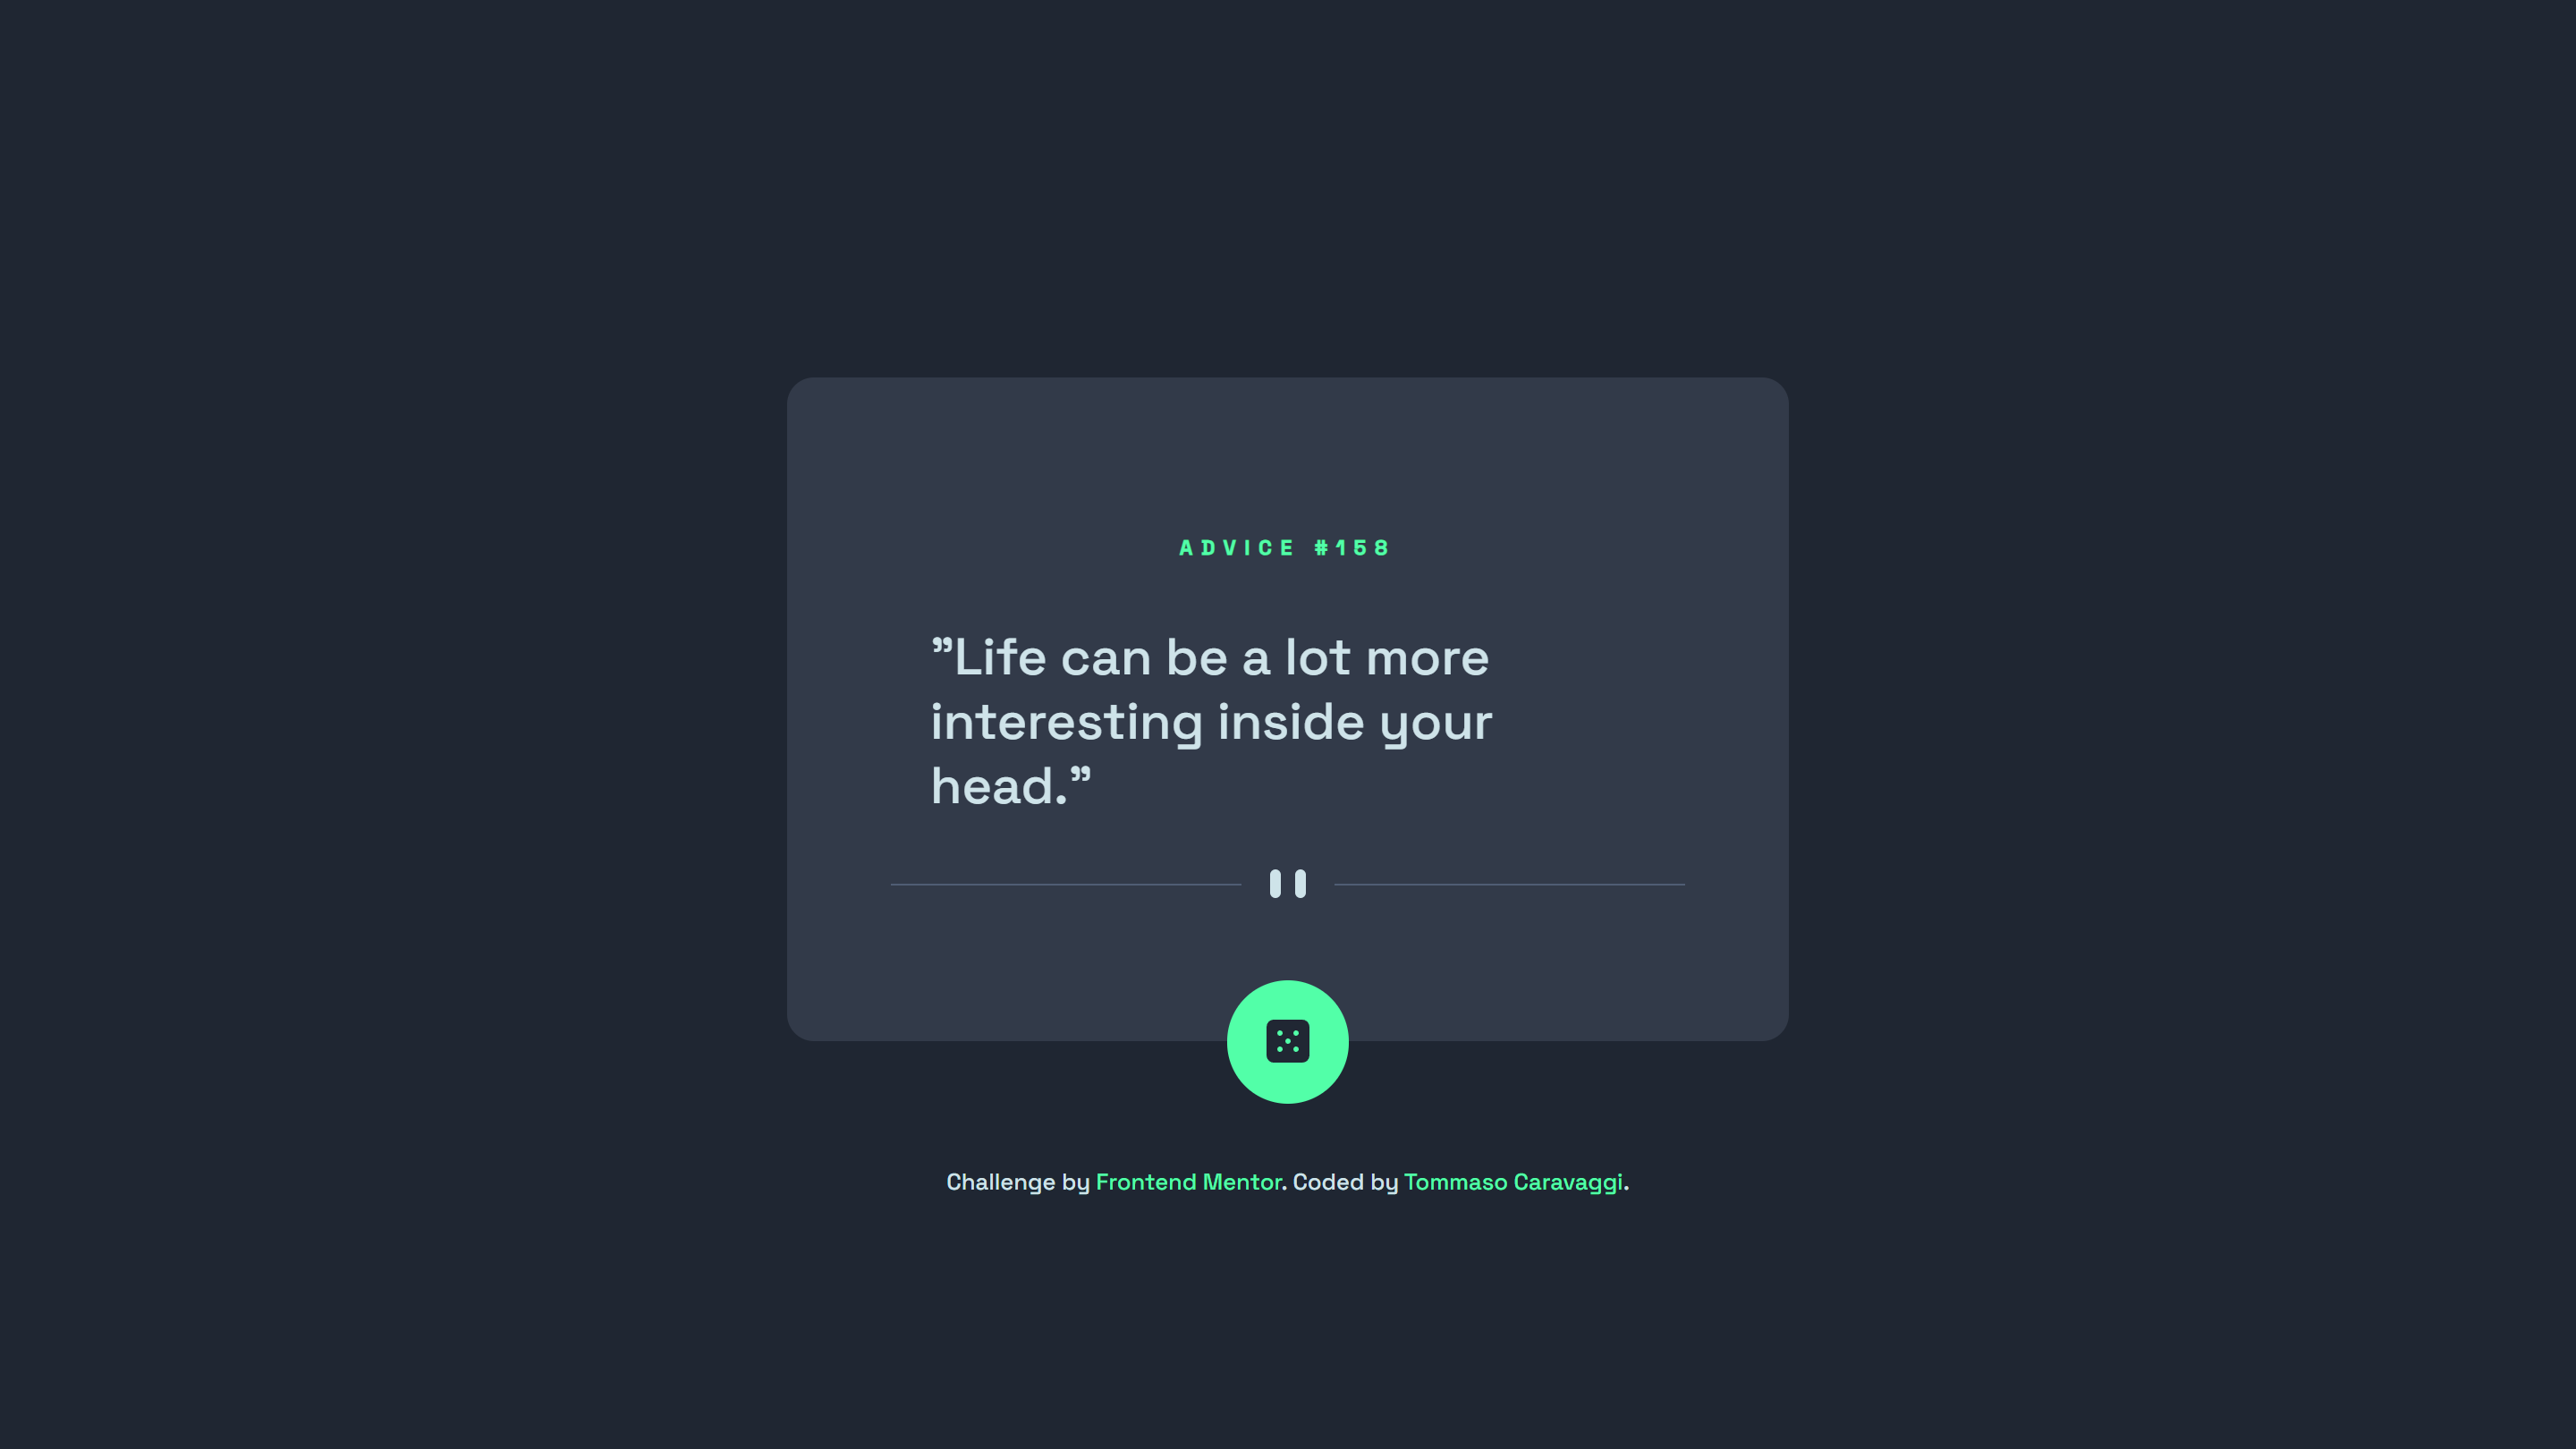 ADVICE #158
”Life can be a lot more
interesting inside your
head.”
Challenge by Frontend Mentor. Coded by Tommaso Caravaggi.